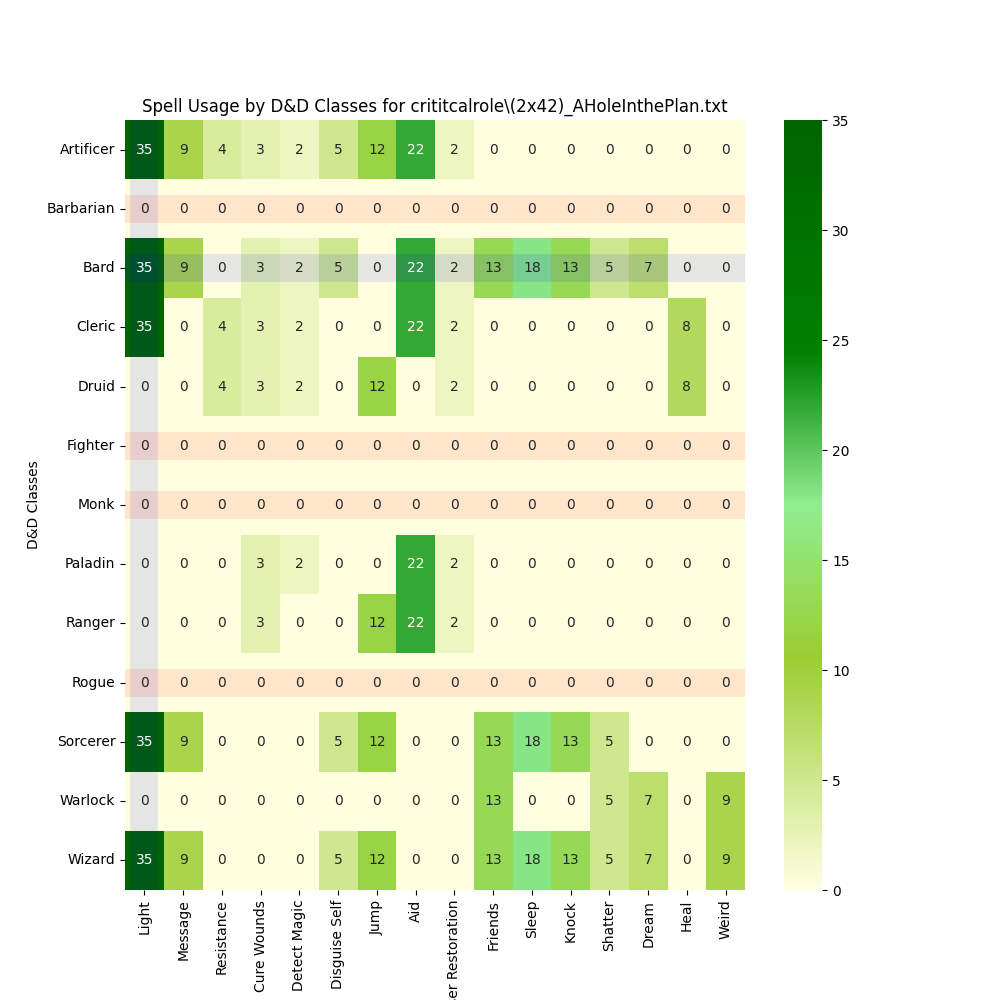 Spell Usage by D&D Classes for crititcalrole\(2x42)_AHoleInthePlan.txt
D&D Classes
Artificer 35 9 4 3 2 5 12 22 2 0 0 0 0 0 0 0
Barbarian 0 0 0 0 0 0 0 0 0 0 0 0 0 0 0 0
Bard 35 9 0 3 2 5 0 22 2 13 18 13 5 7 0 0
Cleric 35 0 4 3 2 0 0 22 2 0 0 0 0 0 8 0
Druid 0 0 4 3 2 0 12 0 2 0 0 0 0 0 8 0
Fighter 0 0 0 0 0 0 0 0 0 0 0 0 0 0 0 0
Monk 0 0 0 0 0 0 0 0 0 0 0 0 0 0 0 0
Paladin 0 0 0 3 2 0 0 22 2 0 0 0 0 0 0 0
Ranger 0 0 0 3 0 0 12 22 2 0 0 0 0 0 0 0
Rogue 0 0 0 0 0 0 0 0 0 0 0 0 0 0 0 0
Sorcerer 35 9 0 0 0 5 12 0 0 13 18 13 5 0 0 0
Warlock 0 0 0 0 0 0 0 0 0 13 0 0 5 7 0 9
Wizard 35 9 0 0 0 5 12 0 0 13 18 13 5 7 0 9
Light
Message
Resistance
Cure Wounds
Detect Magic
Disguise Self
Jump
Aid
er Restoration
Friends
Sleep
Knock
Shatter
Dream
Heal
Weird
35
30
25
20
15
10
5
0